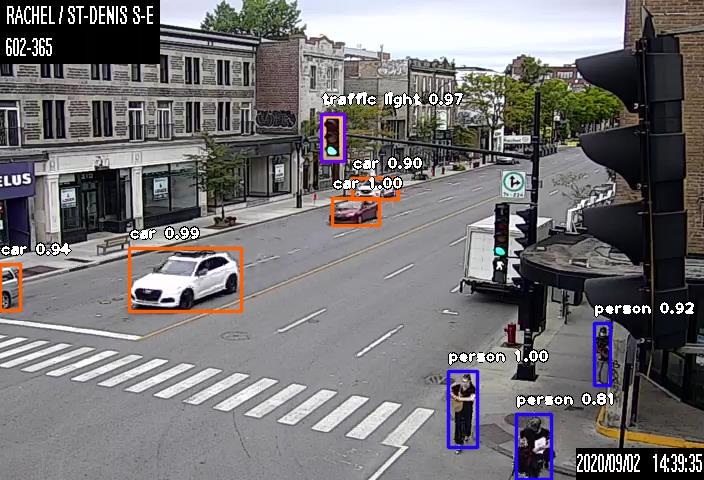 RACHEL / ST-DENIS S-E
602-365
traffic light 0.97
car 0.90
car 1.00
ELUS
car 0.99
car 0.94
person 0.92
person 1.00
person 0.81
2020/09/02 14:39:35